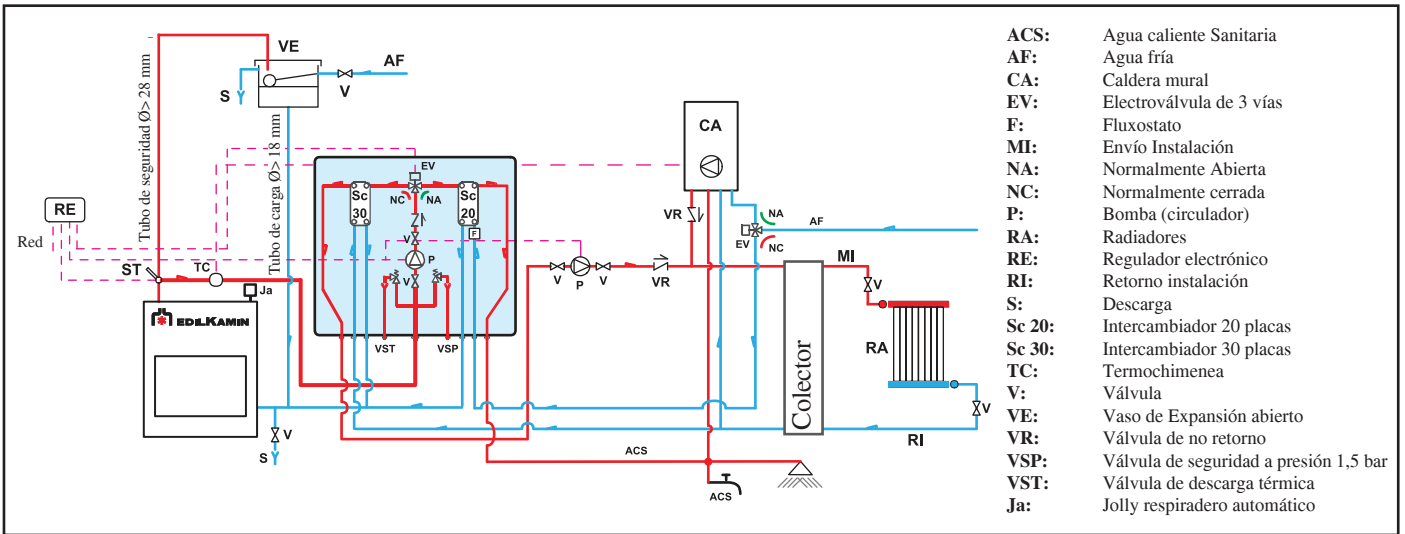 VE
AF
S
V
Tubo de seguridad Ø> 28 mm
Tubo de carga Ø> 18 mm
RE
Red
ST
TC
Ja
EDILKAMIN
V
S
EV
Sc
30
NC
NA
Sc
20
F
V
P
V
VST
VSP
CA
VR
NA
EV
NC
AF
V
P
V
VR
MI
V
RA
V
Colector
RI
ACS
ACS
ACS: Agua caliente Sanitaria
AF: Agua fría
CA: Caldera mural
EV: Electroválvula de 3 vías
F: Fluxostato
MI: Envío Instalación
NA: Normalmente Abierta
NC: Normalmente cerrada
P: Bomba (circulador)
RA: Radiadores
RE: Regulador electrónico
RI: Retorno instalación
S: Descarga
Sc 20: Intercambiador 20 placas
Sc 30: Intercambiador 30 placas
TC: Termochimenea
V: Válvula
VE: Vaso de Expansión abierto
VR: Válvula de no retorno
VSP: Válvula de seguridad a presión 1,5 bar
VST: Válvula de descarga térmica
Ja: Jolly respiradero automático